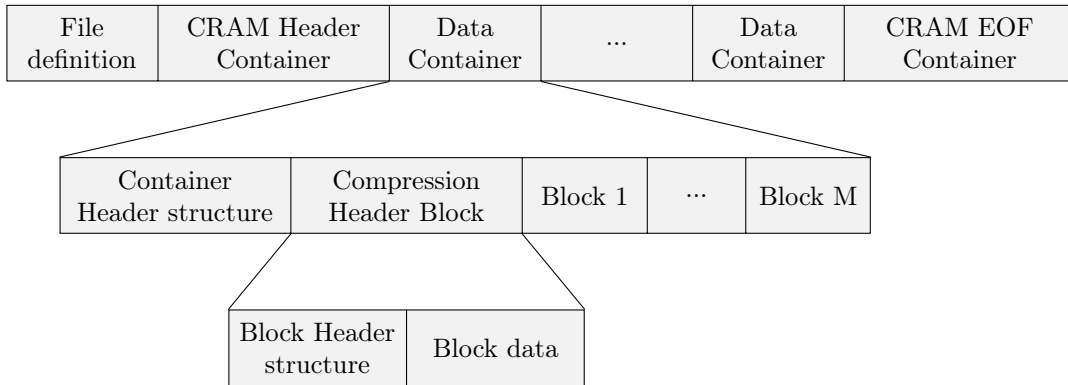 File
definition
CRAM Header
Container
Data
Container
...
Data
Container
CRAM EOF
Container
Container
Header structure
Compression
Header Block
Block 1
...
Block M
Block Header
structure
Block data